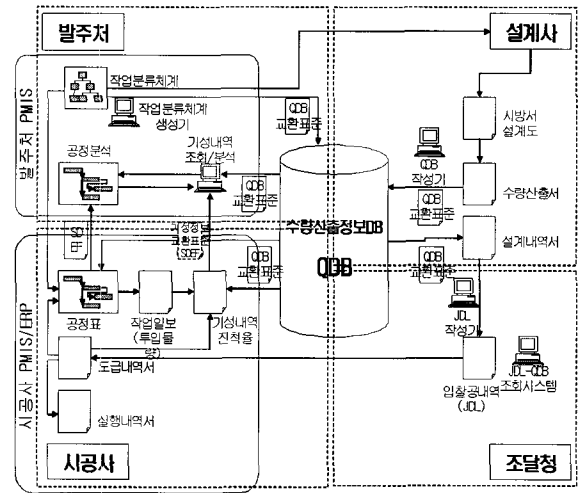 발주처
설계사
발주처 PMIS
작업분류체계
작업분류체계
생성기
QDB
교환표준
공정분석
기성내역
조회/분석
QDB
교환표준
시방서
설계도
QDB
작성기
수량산출서
QDB
교환표준
설계내역서
수량산출정보DB
QDB
SD
EF
기성정보
교환표준
(SDEF)
QDB
교환표준
QDB
교환표준
시공사 PMIS/ERP
공정표
작업일보
(투입물
량)
기성내역
진척율
JDL
작성기
도급내역서
입찰공내역
(JDL)
JDL-QDB
조회시스템
실행내역서
시공사
조달청